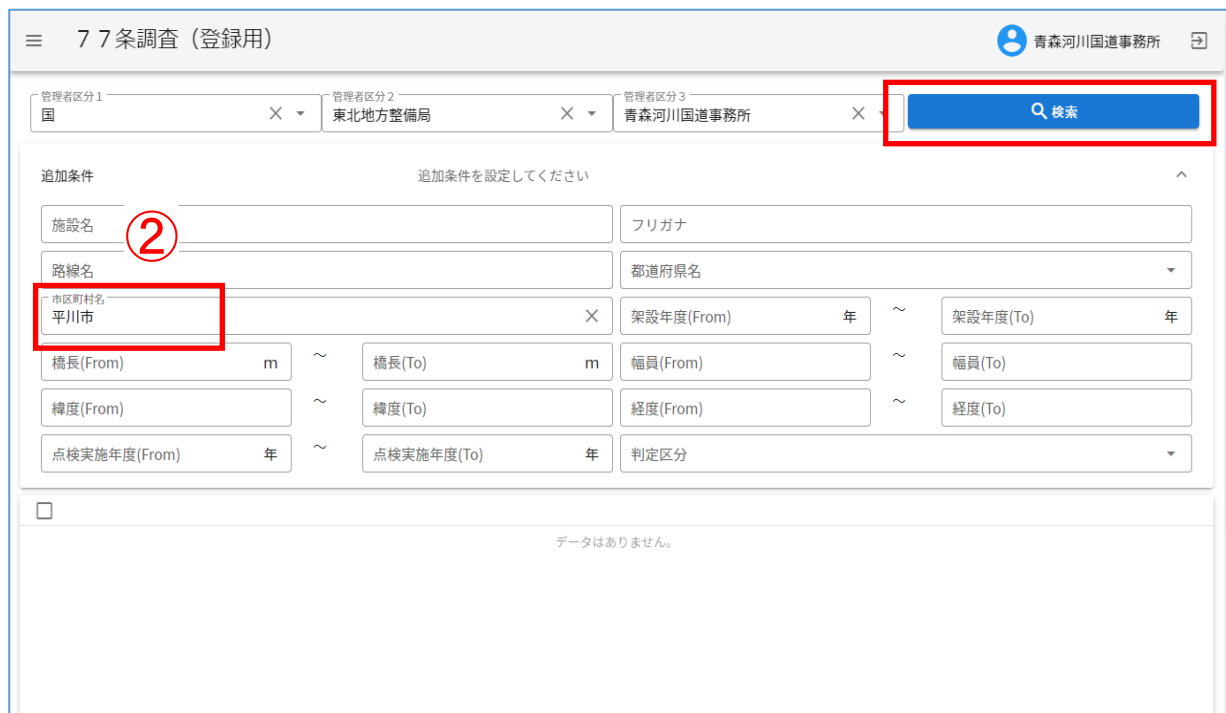 ７７条調査（登録用） 青森河川国道事務所
管理者区分１ 管理者区分２ 管理者区分３
国 東北地方整備局 青森河川国道事務所 検索
追加条件 追加条件を設定してください
施設名 フリガナ
②
路線名 都道府県名
市区町村名
平川市 架設年度(From) 年 ～ 架設年度(To) 年
橋長(From) m ～ 橋長(To) m 幅員(From) ～ 幅員(To)
緯度(From) ～ 緯度(To) 経度(From) ～ 経度(To)
点検実施年度(From) 年 ～ 点検実施年度(To) 年 判定区分
データはありません。